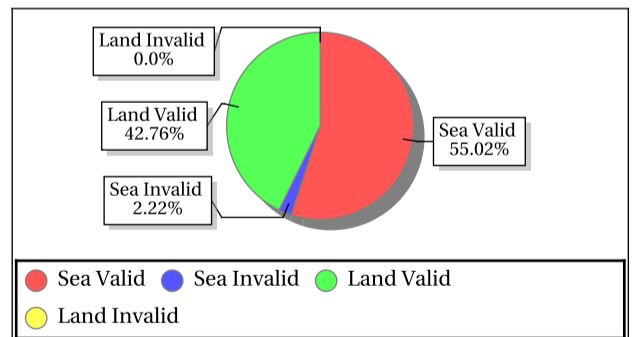 Land Invalid
0.0%
Land Valid
42.76%
Sea Valid
55.02%
Sea Invalid
2.22%
Sea Valid Sea Invalid Land Valid
Land Invalid